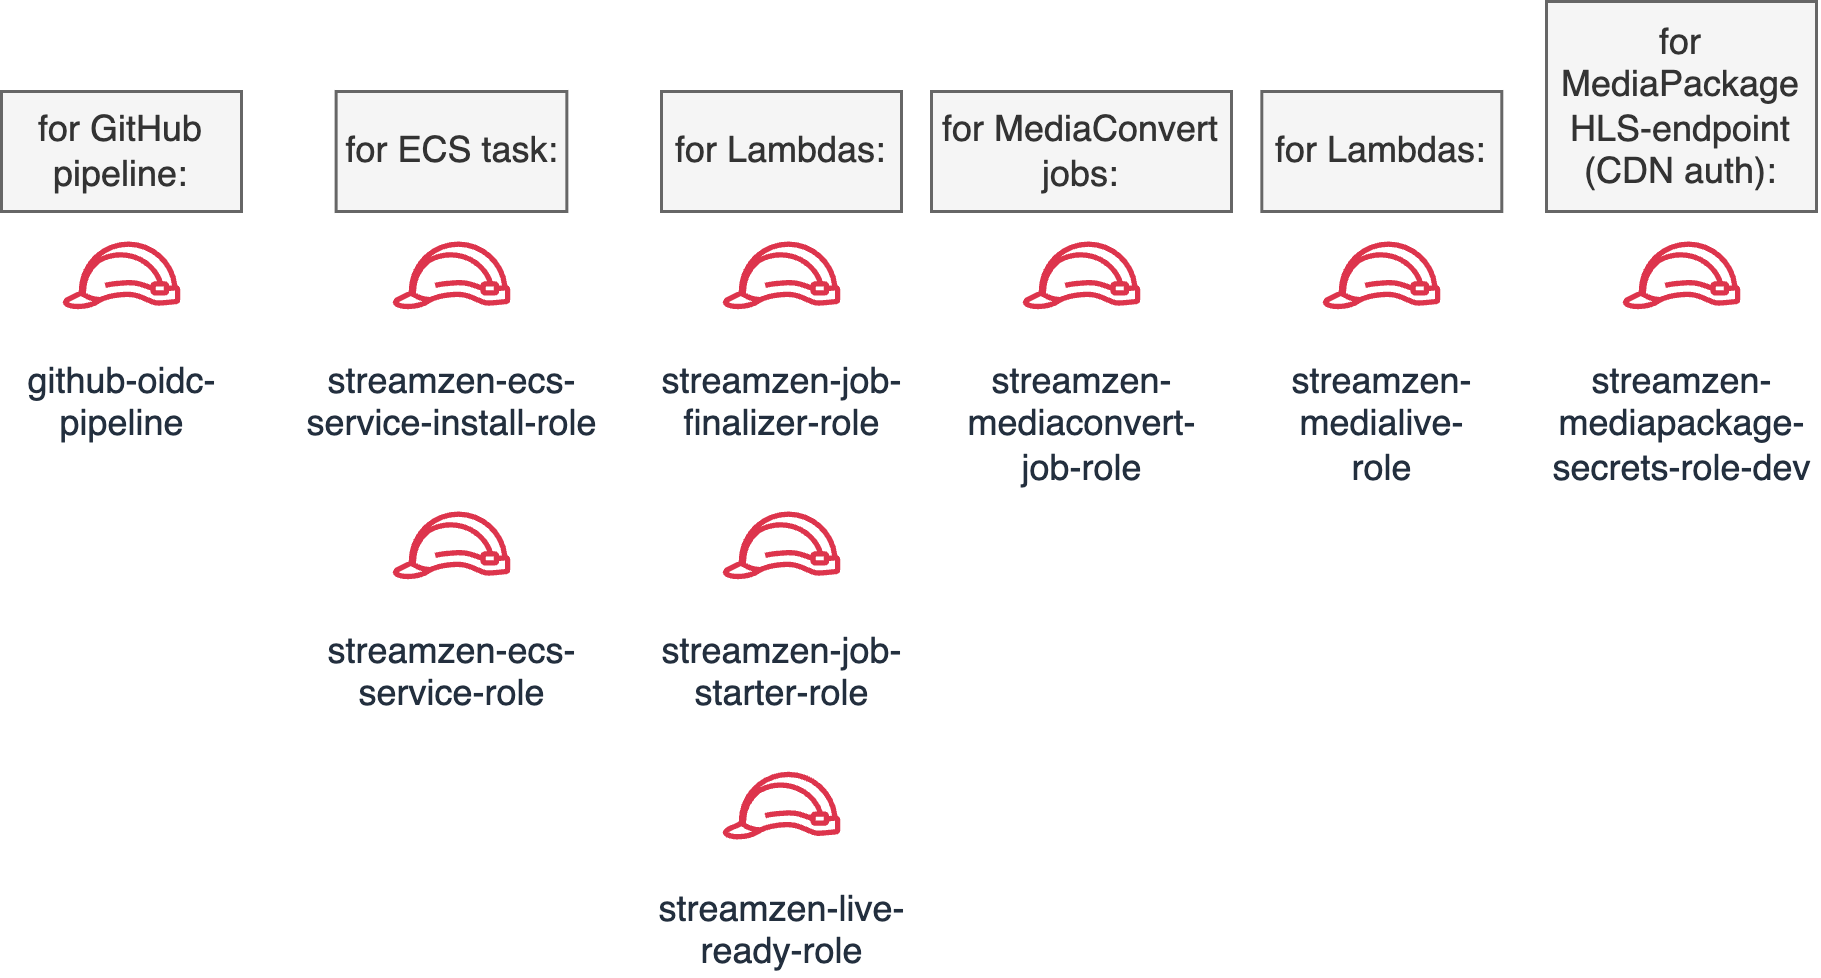 for GitHub
pipeline:
for ECS task:
for Lambdas:
for MediaConvert
jobs:
for Lambdas:
for
MediaPackage
HLS-endpoint
(CDN auth):
github-oidc-
pipeline
streamzen-ecs-
service-install-role
streamzen-job-
finalizer-role
streamzen-
mediaconvert-
job-role
streamzen-
medialive-
role
streamzen-
mediapackage-
secrets-role-dev
streamzen-ecs-
service-role
streamzen-job-
starter-role
streamzen-live-
ready-role